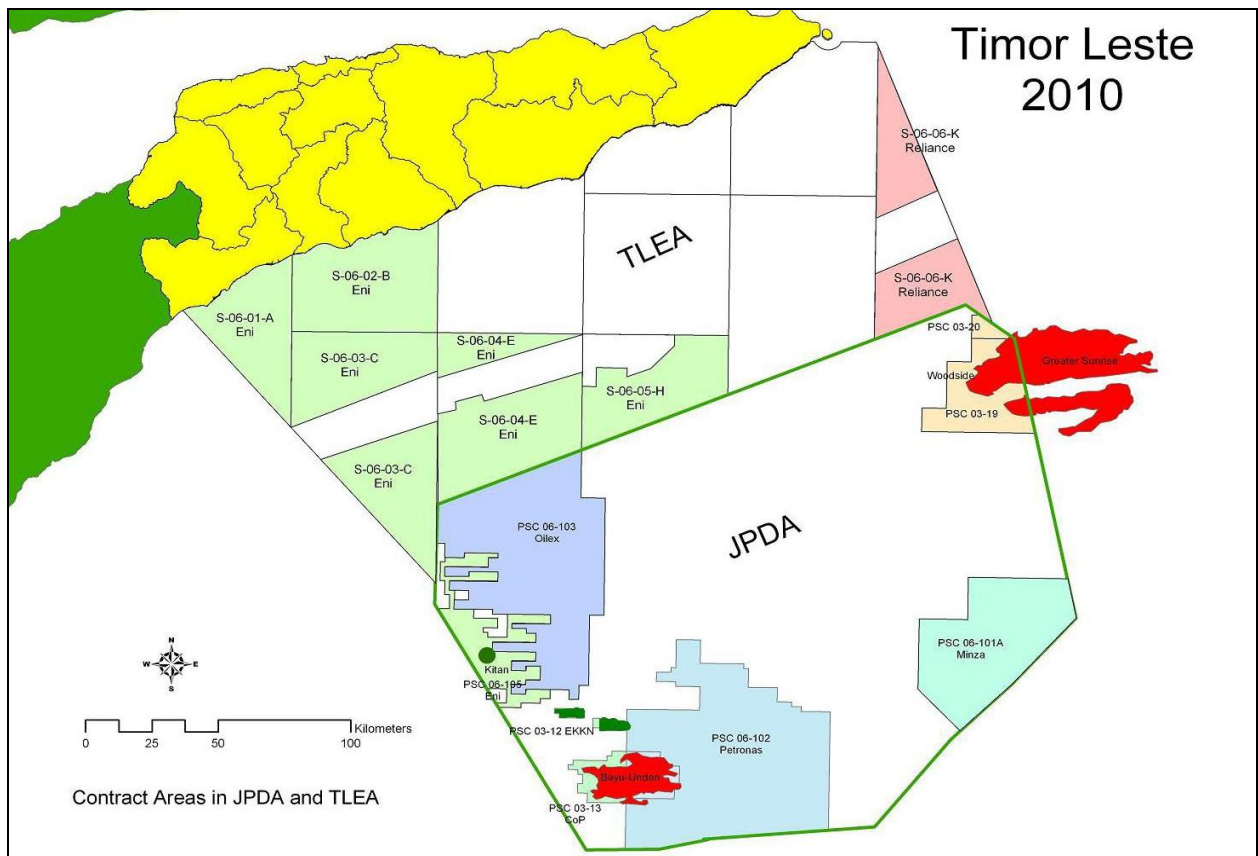 Timor Leste
2010
S-06-06-K
Reliance
TLEA
S-06-02-B
Eni
S-06-01-A
Eni
S-06-06-K
Reliance
S-06-04-E
Eni
S-06-03-C
Eni
PSC 03-20
Greater Sunrise
Woodside
S-06-05-H
Eni
PSC 03-19
S-06-04-E
Eni
S-06-03-C
Eni
PSC 06-103
Oilex
JPDA
PSC 06-101A
Minza
N
W E
S
Kitan
PSC 06-105
Eni
Kilometers
0 25 50 100
PSC 03-12 EKKN
PSC 06-102
Petronas
Bayu-Undan
PSC 03-13
CoP
Contract Areas in JPDA and TLEA